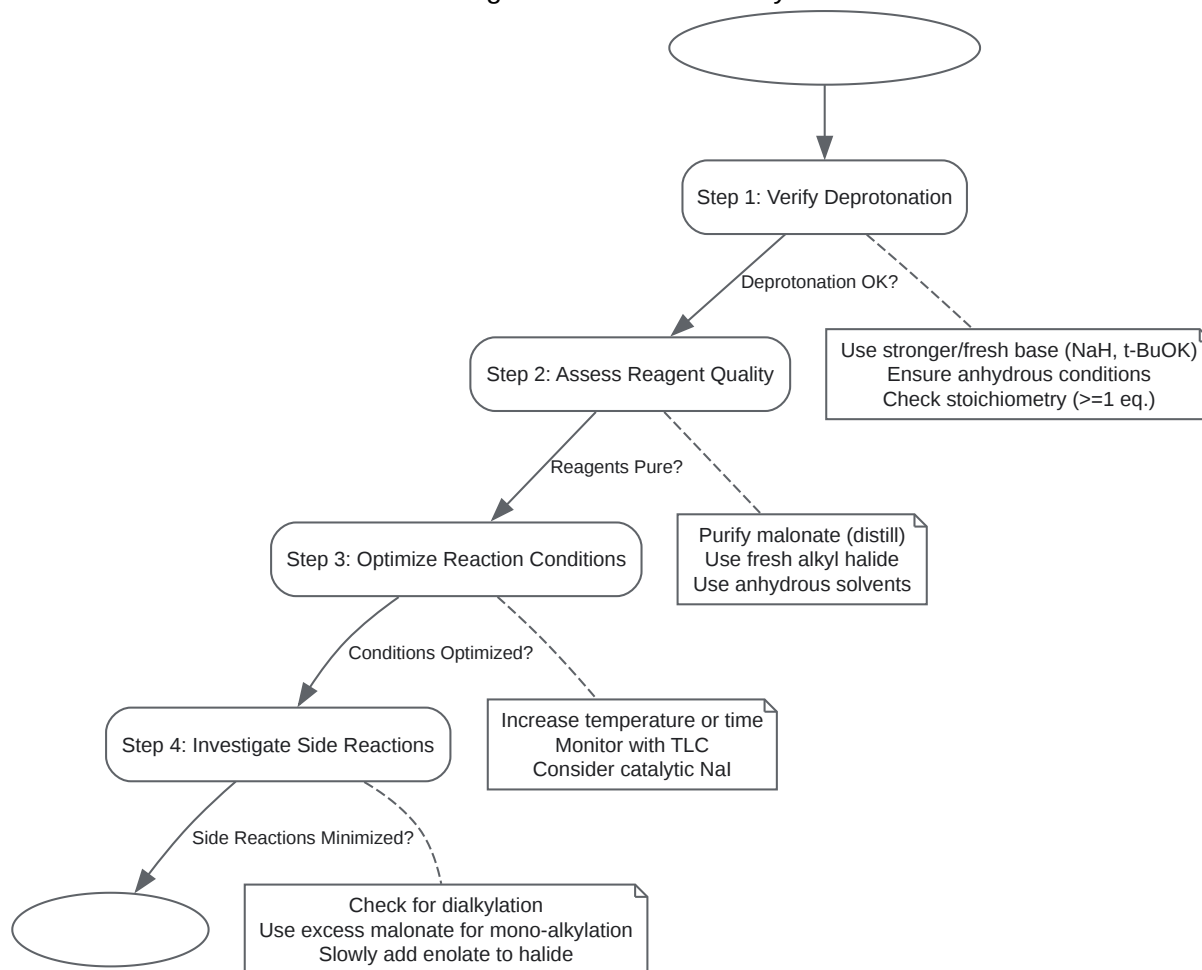 Step 1: Verify Deprotonation
Deprotonation OK?
Use stronger/fresh base (NaH, t-BuOK)
Ensure anhydrous conditions
Check stoichiometry (>=1 eq.)
Step 2: Assess Reagent Quality
Reagents Pure?
Purify malonate (distill)
Use fresh alkyl halide
Use anhydrous solvents
Step 3: Optimize Reaction Conditions
Conditions Optimized?
Increase temperature or time
Monitor with TLC
Consider catalytic NaI
Step 4: Investigate Side Reactions
Side Reactions Minimized?
Check for dialkylation
Use excess malonate for mono-alkylation
Slowly add enolate to halide